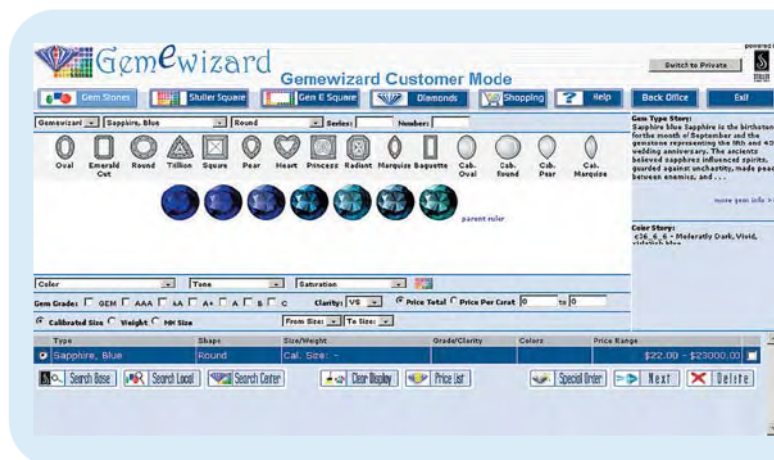 powered
Gemewizard
Gemewizard Customer Mode
Switch to Private
Gem Stones Stuller Square Gem E Square Diamonds Shopping ? Help Back Office Exit
Gemewizard Sapphire, Blue Round Series: Number:
Oval Emerald Cut Round Trillion Square Pear Heart Princess Radiant Marquise Baguette Cab. Oval Cab. Round Cab. Pear Cab. Marquise
parent ruler
Gem Type Story:
Sapphire blue Sapphire is the birthston
forthe month of September and the
gemstone representing the fifth and 45
wedding anniversary. The ancients
believed sapphires influenced spirits,
guarded against unchastity, made peac
between enemies, and . . .
more gem info >
Color Story:
c36_6_6 - Moderatly Dark, Vivid,
Color Tone Saturation
Gem Grade: GEM AAA AA A+ A B C Clarity: VS Price Total Price Per Carat 0 to 0
Calibrated Size Weight MM Size From Size: To Size:
Type Shape Size/Weight Grade/Clarity Colors Price Range
Sapphire, Blue Round Cal. Size: - $22.00 - $23000.00
Search Base Search Local Search Center Clear Display Price List Special Order Next Delete